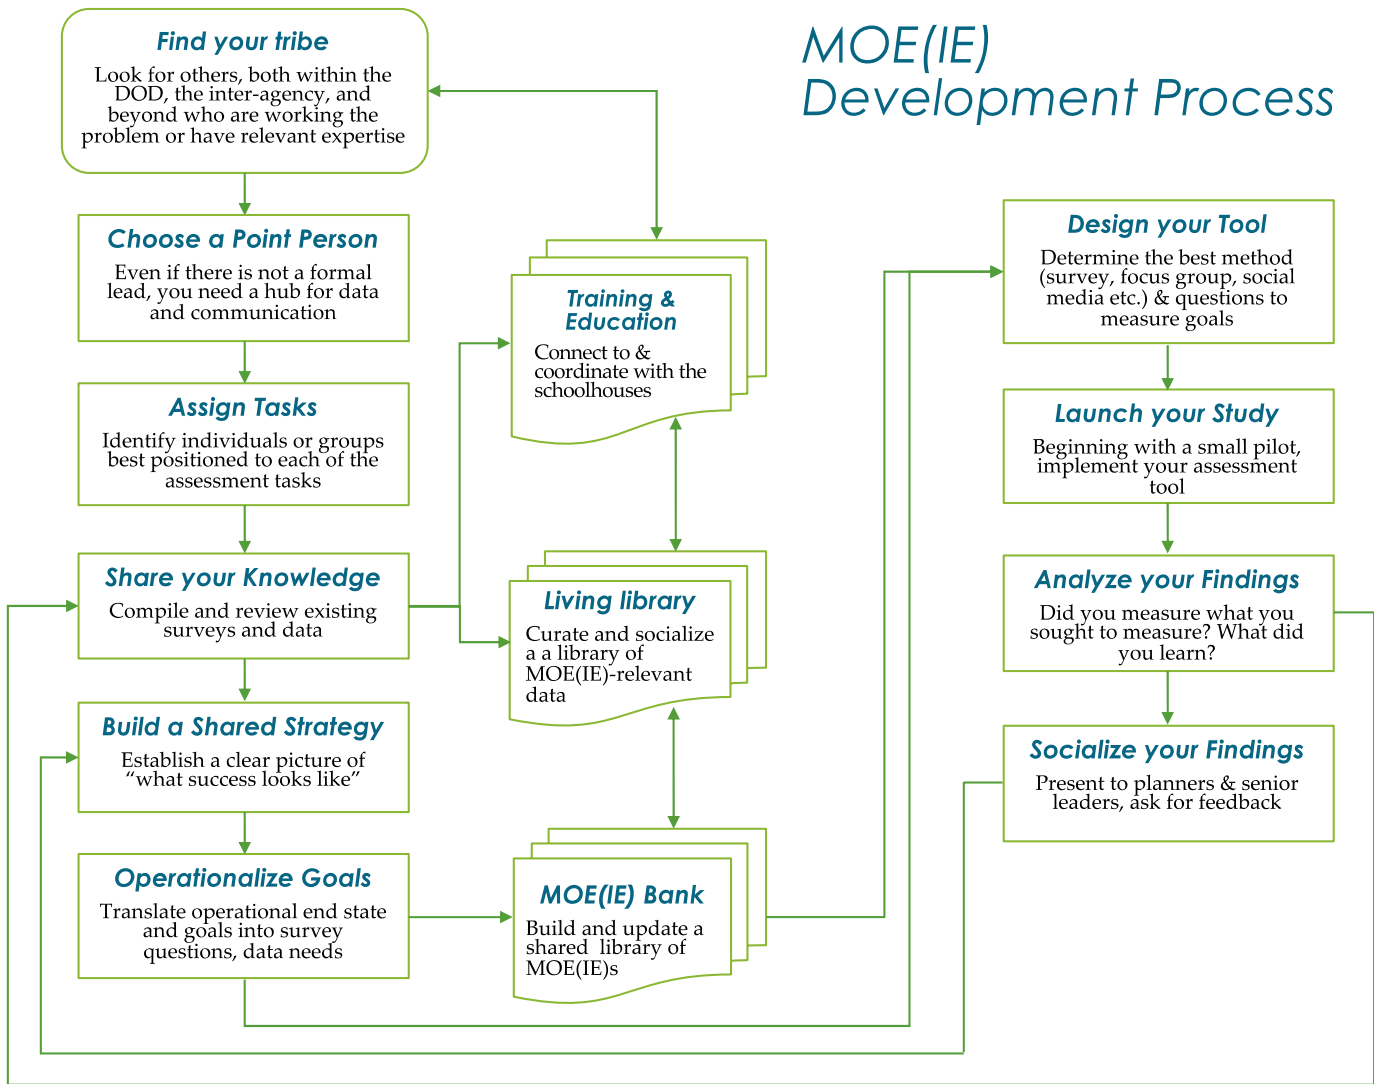 MOE(IE)
Development Process
Find your tribe
Look for others, both within the
DOD, the inter-agency, and
beyond who are working the
problem or have relevant expertise
Choose a Point Person
Even if there is not a formal
lead, you need a hub for data
and communication
Assign Tasks
Identify individuals or groups
best positioned to each of the
assessment tasks
Share your Knowledge
Compile and review existing
surveys and data
Build a Shared Strategy
Establish a clear picture of
“what success looks like”
Operationalize Goals
Translate operational end state
and goals into survey
questions, data needs
Training &
Education
Connect to &
coordinate with the
schoolhouses
Living library
Curate and socialize
a a library of
MOE(IE)-relevant
data
MOE(IE) Bank
Build and update a
shared  library of
MOE(IE)s
Design your Tool
Determine the best method
(survey, focus group, social
media etc.) & questions to
measure goals
Launch your Study
Beginning with a small pilot,
implement your assessment
tool
Analyze your Findings
Did you measure what you
sought to measure? What did
you learn?
Socialize your Findings
Present to planners & senior
leaders, ask for feedback